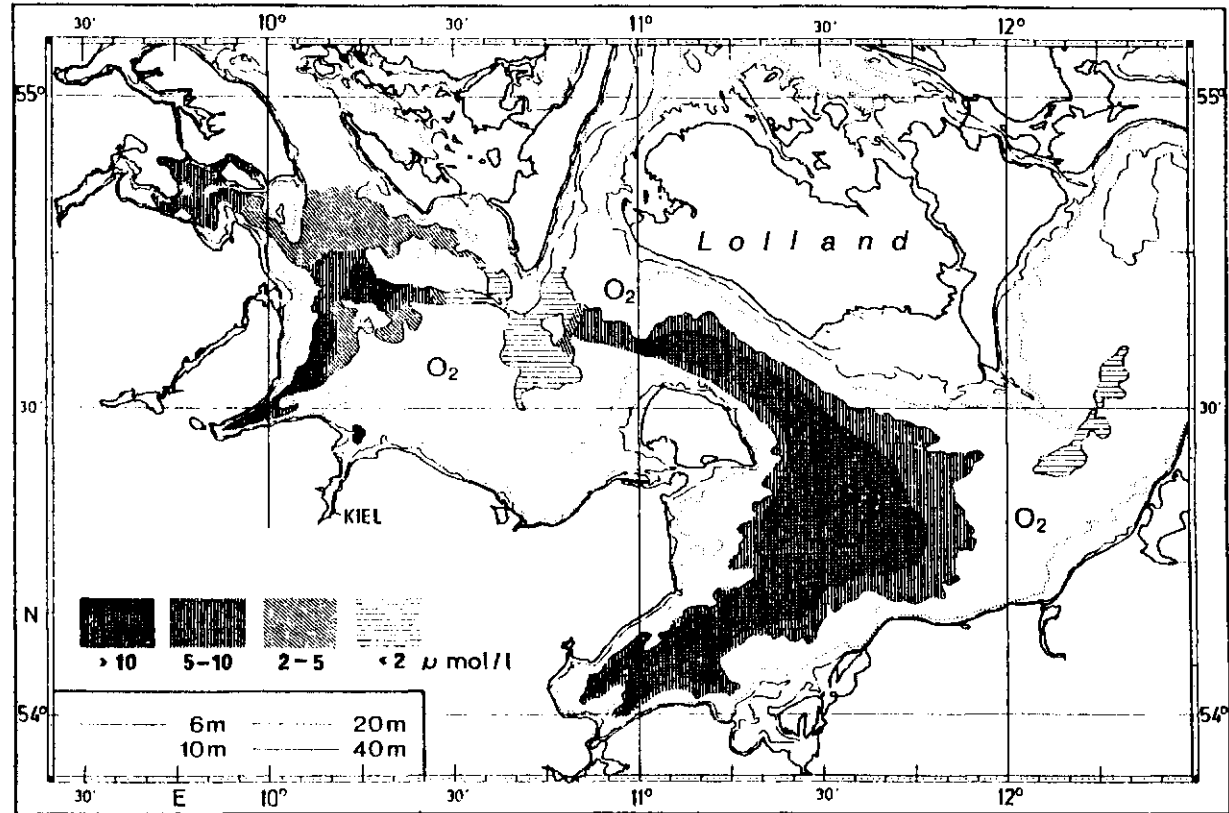 30' 10° 30' 11° 30' 12°
55° 55°
Lolland
O₂
O₂
30' 30'
O₂
KIEL
N
> 10 5-10 2-5 < 2 μ mol/l
6m 20m
10m 40m
54° 54°
30' E 10° 30' 11° 30' 12°